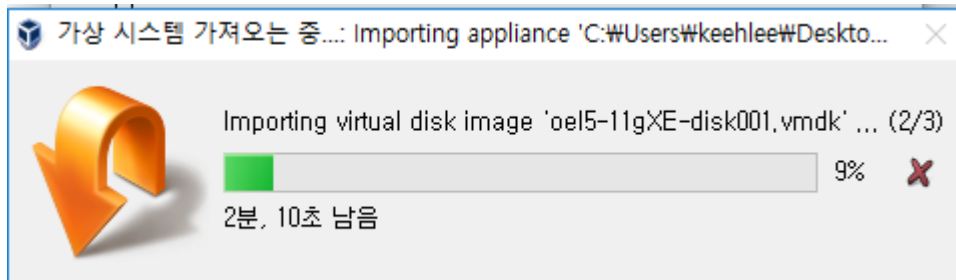 가상 시스템 가져오는 중...: Importing appliance 'C:₩Users₩keehlee₩Deskto...
Importing virtual disk image 'oel5-11gXE-disk001.vmdk' ... (2/3)
9%
2분, 10초 남음